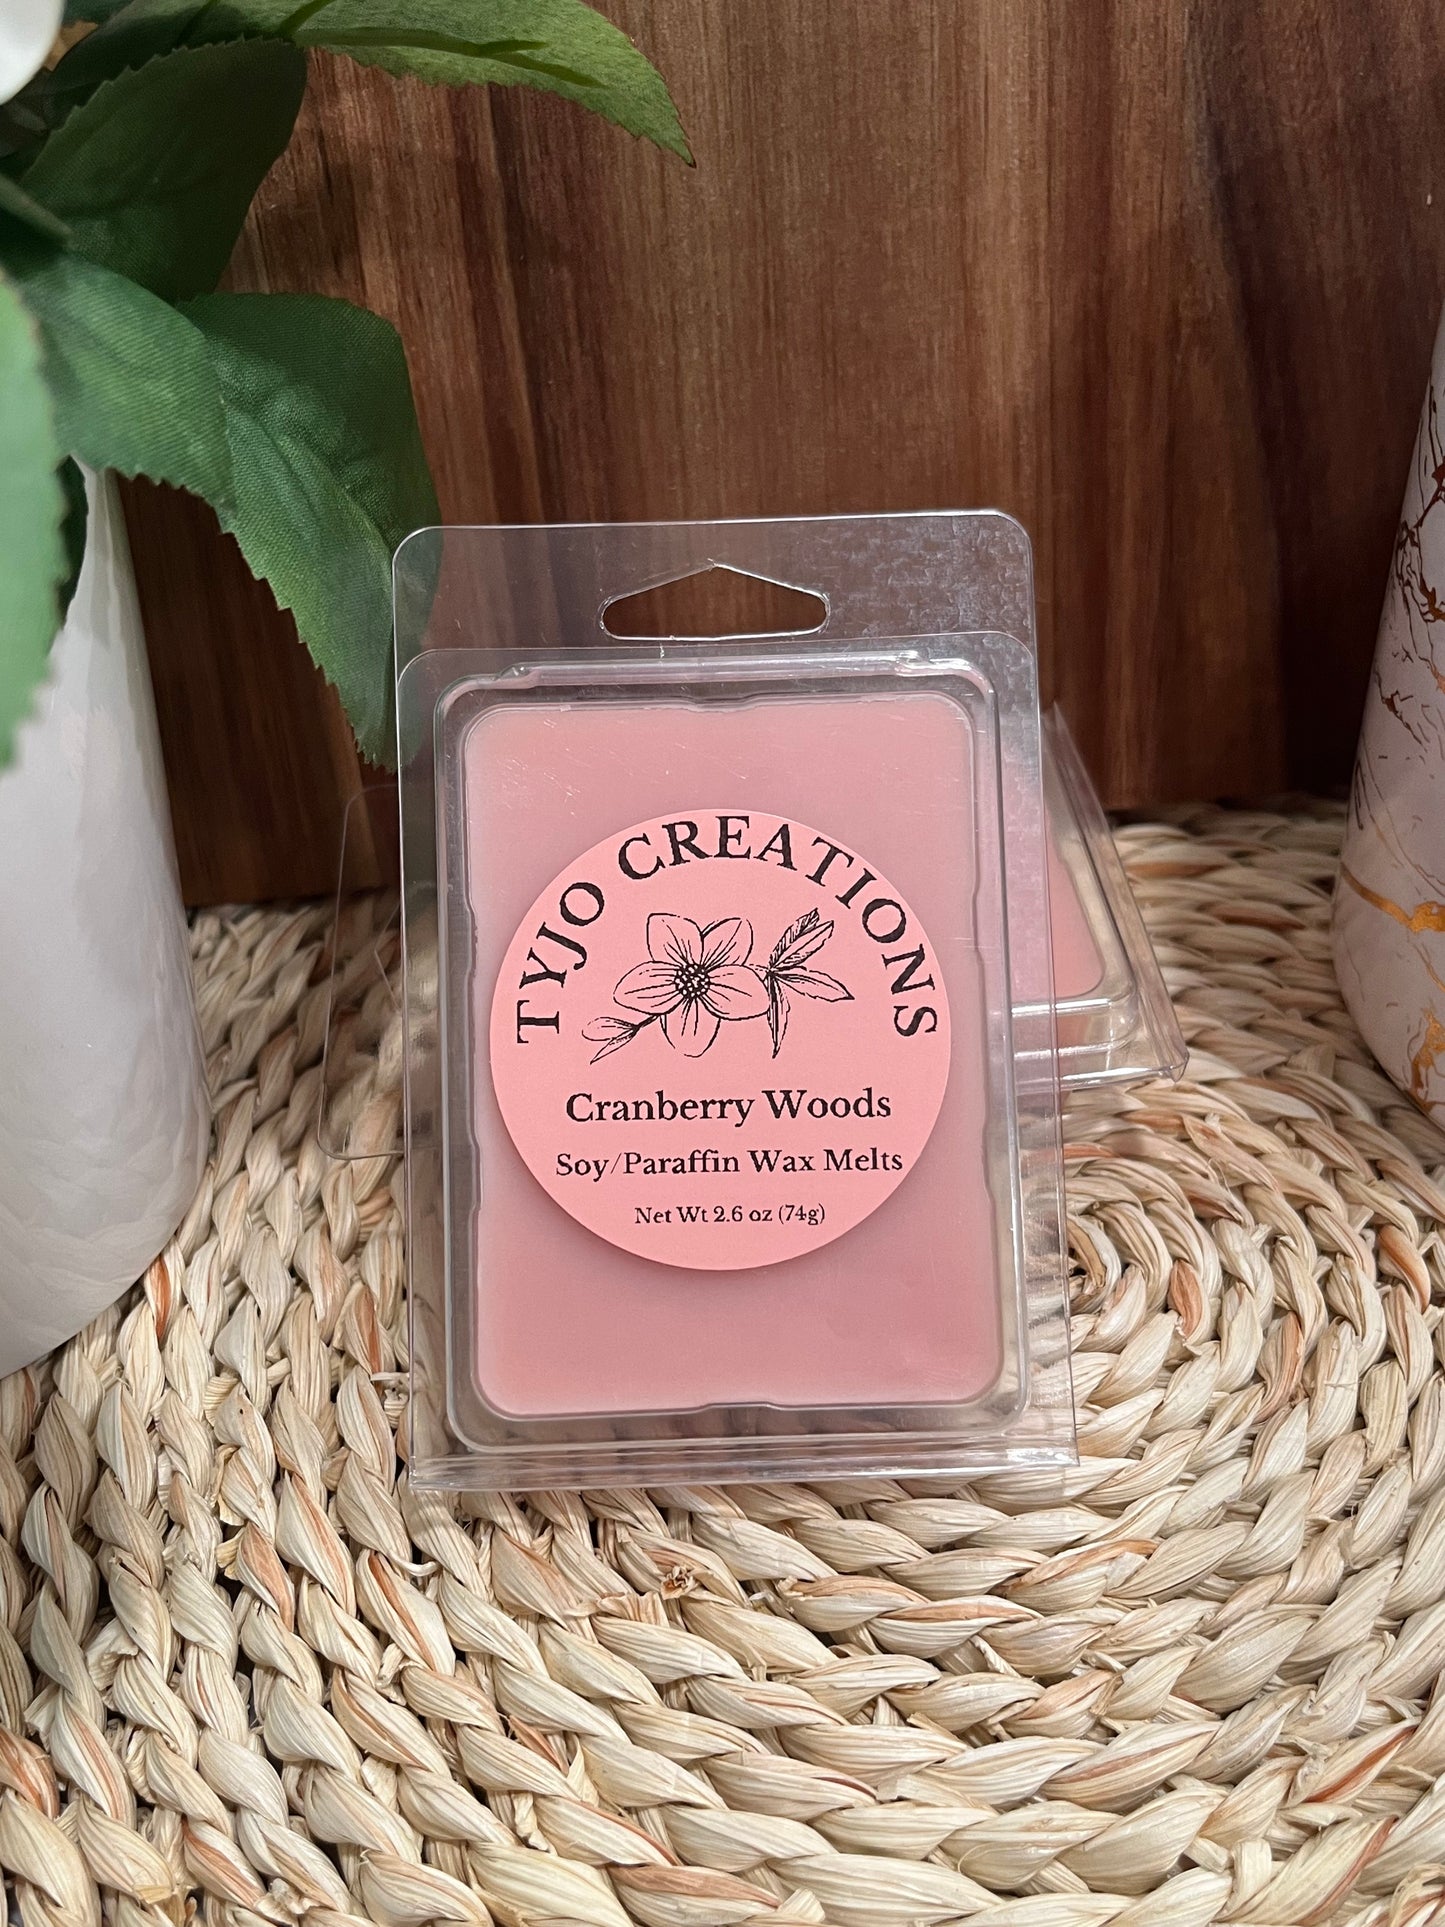 TYJO CREATIONS
Cranberry Woods
Soy/Paraffin Wax Melts
Net Wt 2.6 oz (74g)